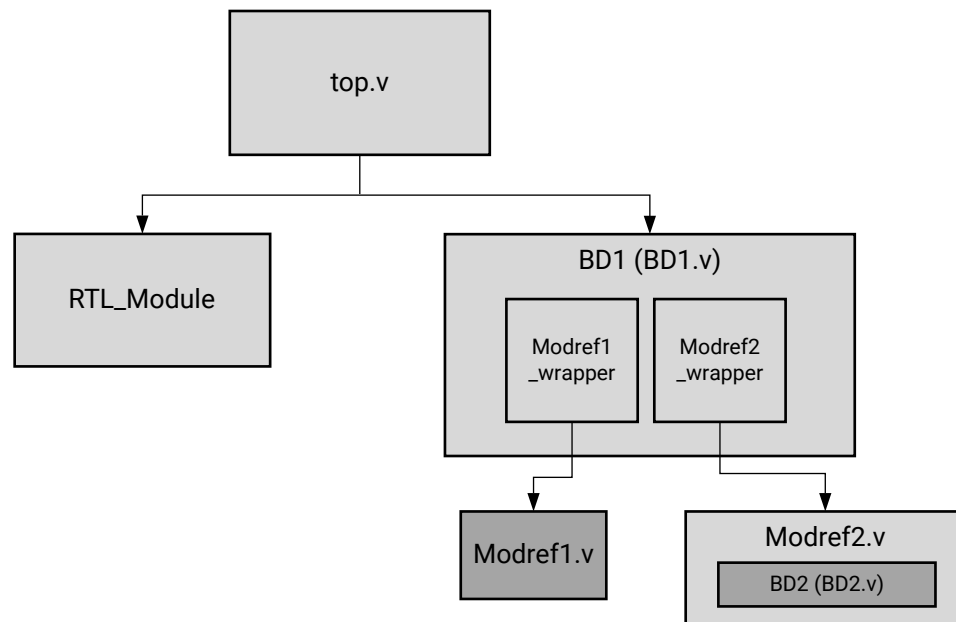 top.v
RTL_Module
BD1 (BD1.v)
Modref1
_wrapper
Modref2
_wrapper
Modref1.v
Modref2.v
BD2 (BD2.v)